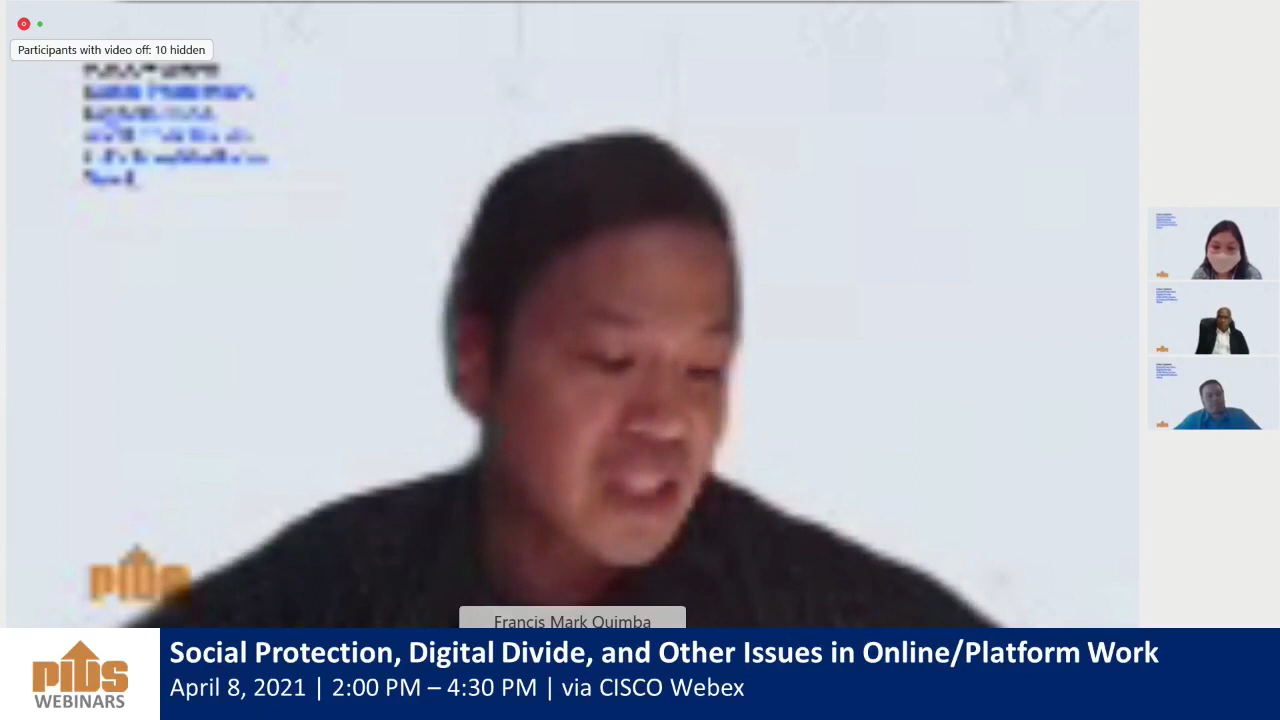 Participants with video off: 10 hidden
PIDS
Francis Mark Quimba
PIDS
WEBINARS
Social Protection, Digital Divide, and Other Issues in Online/Platform Work
April 8, 2021 | 2:00 PM – 4:30 PM | via CISCO Webex